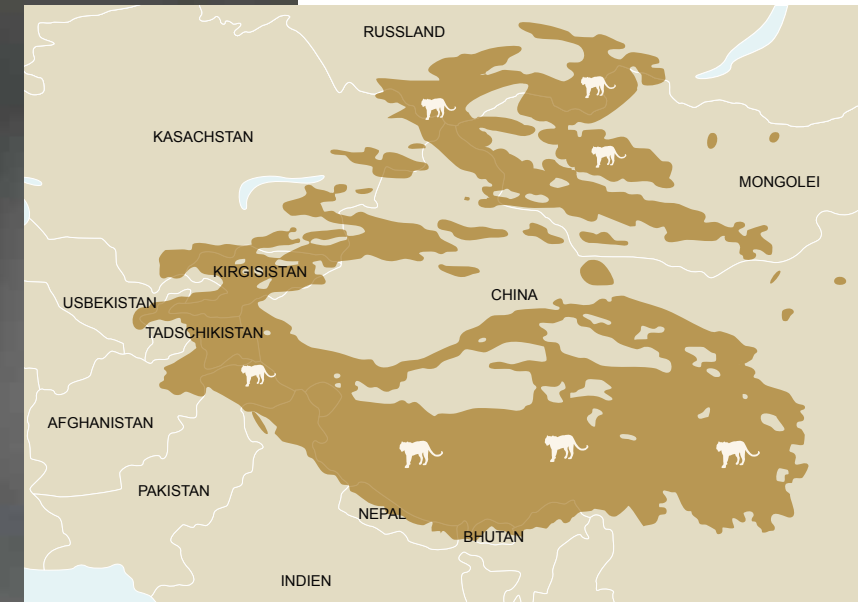 RUSSLAND
KASACHSTAN
MONGOLEI
KIRGISISTAN
CHINA
USBEKISTAN
TADSCHIKISTAN
AFGHANISTAN
PAKISTAN
NEPAL
BHUTAN
INDIEN